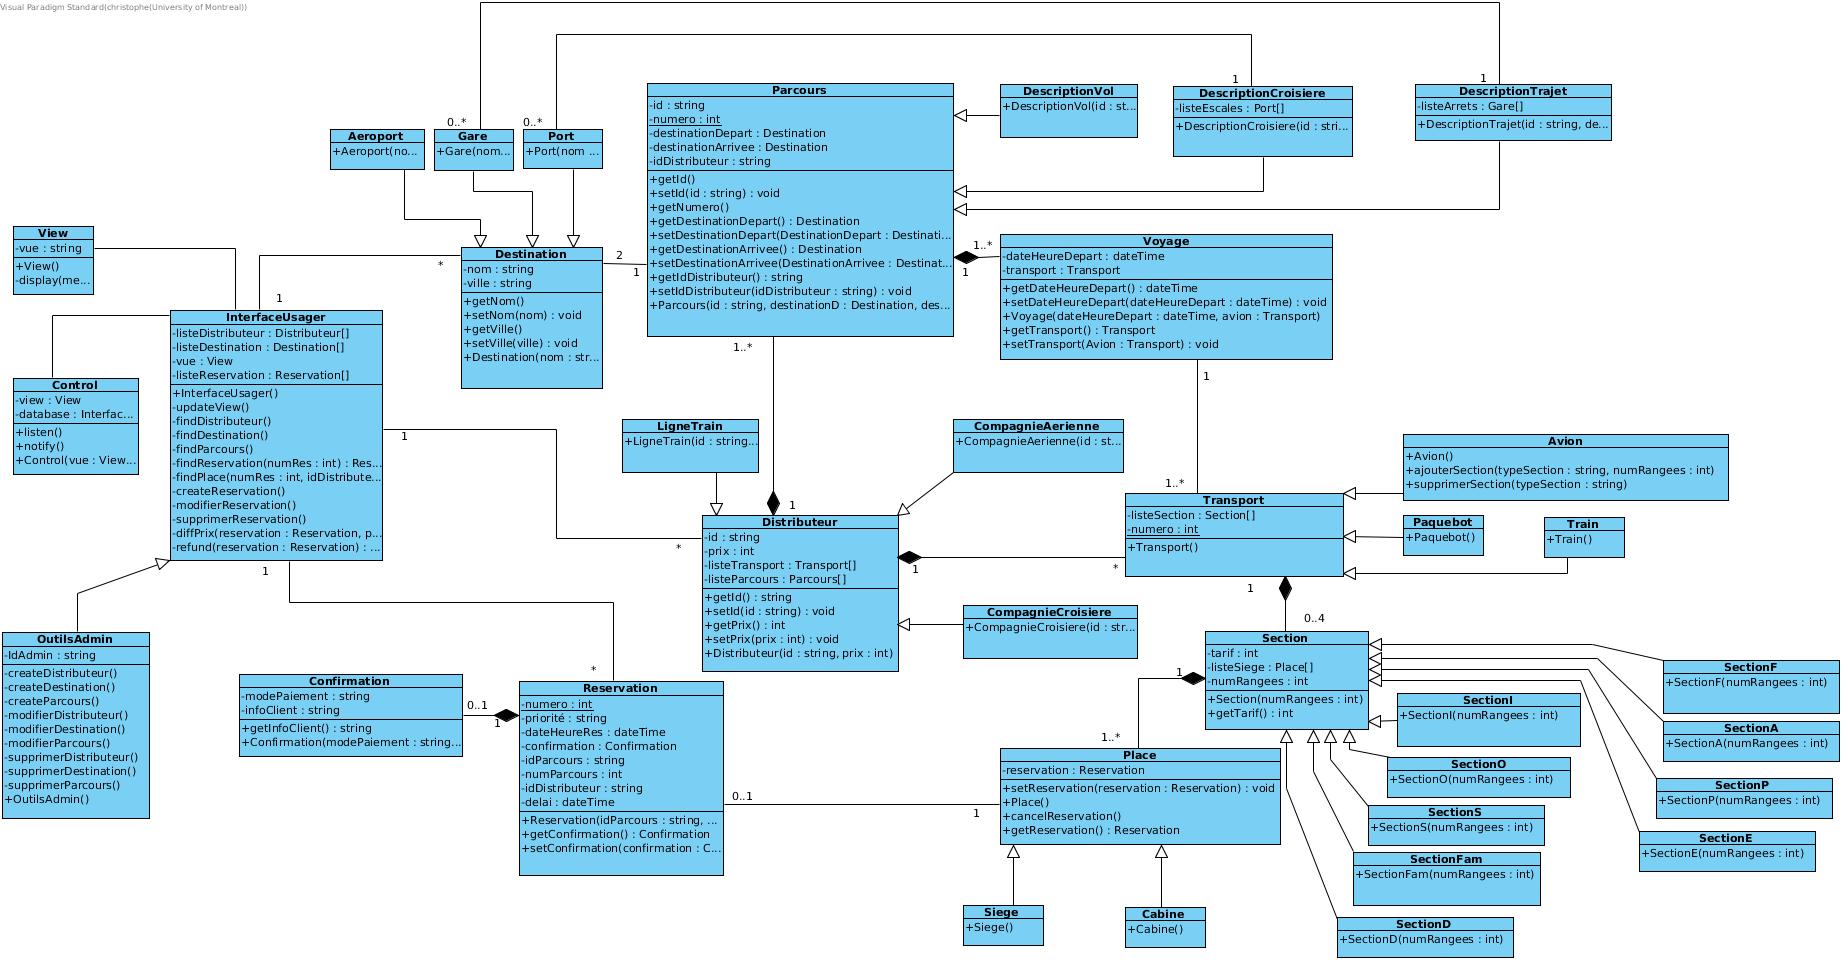 Visual Paradigm Standard(christophe(University of Montreal))
1
1
0..*
0..*
Aeroport
+Aeroport(no...
Gare
+Gare(nom...
Port
+Port(nom ...
Parcours
-id : string
-numero : int
-destinationDepart : Destination
-destinationArrivee : Destination
-idDistributeur : string
+getId()
+setId(id : string) : void
+getNumero()
+getDestinationDepart() : Destination
+setDestinationDepart(DestinationDepart : Destinati...
+getDestinationArrivee() : Destination
+setDestinationArrivee(DestinationArrivee : Destinat...
+getIdDistributeur() : string
+setIdDistributeur(idDistributeur : string) : void
+Parcours(id : string, destinationD : Destination, des...
DescriptionVol
+DescriptionVol(id : st...
DescriptionCroisiere
-listeEscales : Port[]
+DescriptionCroisiere(id : stri...
DescriptionTrajet
-listeArrets : Gare[]
+DescriptionTrajet(id : string, de...
View
-vue : string
+View()
+display(me...
*
1
2
1
Destination
-nom : string
-ville : string
+getNom()
+setNom(nom) : void
+getVille()
+setVille(ville) : void
+Destination(nom : str...
1..*
1
Voyage
-dateHeureDepart : dateTime
-transport : Transport
+getDateHeureDepart() : dateTime
+setDateHeureDepart(dateHeureDepart : dateTime) : void
+Voyage(dateHeureDepart : dateTime, avion : Transport)
+getTransport() : Transport
+setTransport(Avion : Transport) : void
InterfaceUsager
-listeDistributeur : Distributeur[]
-listeDestination : Destination[]
-vue : View
-listeReservation : Reservation[]
+InterfaceUsager()
-updateView()
-findDistributeur()
-findDestination()
-findParcours()
-findReservation(numRes : int) : Res...
-findPlace(numRes : int, idDistribute...
-createReservation()
-modifierReservation()
-supprimerReservation()
-diffPrix(reservation : Reservation, p...
-refund(reservation : Reservation) : ...
Control
-view : View
-database : Interfac...
+listen()
+notify()
+Control(vue : View...
1..*
1
1
1
*
LigneTrain
+LigneTrain(id : string...
CompagnieAerienne
+CompagnieAerienne(id : st...
Avion
+Avion()
+ajouterSection(typeSection : string, numRangees : int)
+supprimerSection(typeSection : string)
1..*
Transport
-listeSection : Section[]
-numero : int
+Transport()
Paquebot
+Paquebot()
Train
+Train()
Distributeur
-id : string
-prix : int
-listeTransport : Transport[]
-listeParcours : Parcours[]
+getId() : string
+setId(id : string) : void
+getPrix() : int
+setPrix(prix : int) : void
+Distributeur(id : string, prix : int)
1
*
1
0..4
CompagnieCroisiere
+CompagnieCroisiere(id : str...
1
*
OutilsAdmin
-IdAdmin : string
-createDistributeur()
-createDestination()
-createParcours()
-modifierDistributeur()
-modifierDestination()
-modifierParcours()
-supprimerDistributeur()
-supprimerDestination()
-supprimerParcours()
+OutilsAdmin()
Confirmation
-modePaiement : string
-infoClient : string
+getInfoClient() : string
+Confirmation(modePaiement : string...
0..1
1
Reservation
-numero : int
-priorité : string
-dateHeureRes : dateTime
-confirmation : Confirmation
-idParcours : string
-numParcours : int
-idDistributeur : string
-delai : dateTime
+Reservation(idParcours : string, ...
+getConfirmation() : Confirmation
+setConfirmation(confirmation : C...
0..1
1
Section
-tarif : int
-listeSiege : Place[]
-numRangees : int
+Section(numRangees : int)
+getTarif() : int
1
1..*
Place
-reservation : Reservation
+setReservation(reservation : Reservation) : void
+Place()
+cancelReservation()
+getReservation() : Reservation
Siege
+Siege()
Cabine
+Cabine()
SectionF
+SectionF(numRangees : int)
SectionI
+SectionI(numRangees : int)
SectionA
+SectionA(numRangees : int)
SectionO
+SectionO(numRangees : int)
SectionP
+SectionP(numRangees : int)
SectionS
+SectionS(numRangees : int)
SectionE
+SectionE(numRangees : int)
SectionFam
+SectionFam(numRangees : int)
SectionD
+SectionD(numRangees : int)